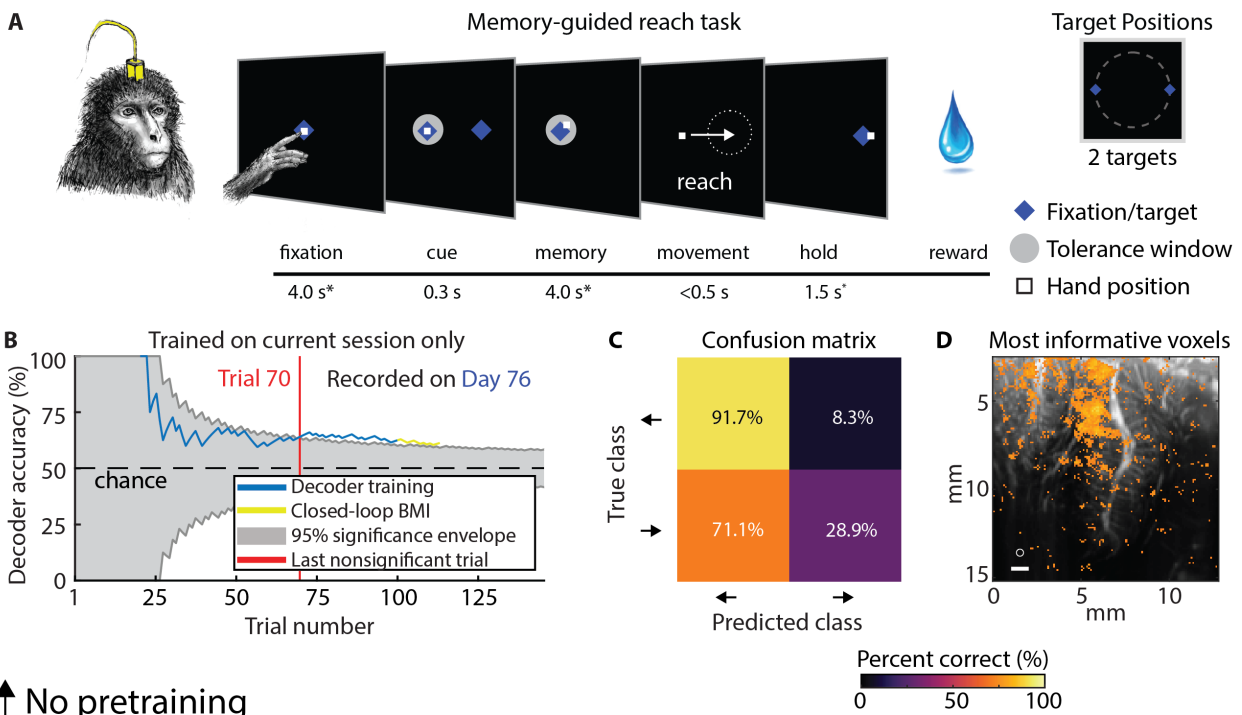 A
Memory-guided reach task
Target Positions
2 targets
reach
Fixation/target
Tolerance window
Hand position
fixation cue memory movement hold reward
4.0 s* 0.3 s 4.0 s* <0.5 s 1.5 s*
B
Trained on current session only
Decoder accuracy (%)
100
75
50
25
0
Trial 70
Recorded on Day 76
chance
Decoder training
Closed-loop BMI
95% significance envelope
Last nonsignificant trial
1 25 50 75 100 125
Trial number
C
Confusion matrix
True class
91.7% 8.3%
71.1% 28.9%
Predicted class
D
Most informative voxels
mm
5
10
15
0 5 10
mm
Percent correct (%)
0 50 100
No pretraining